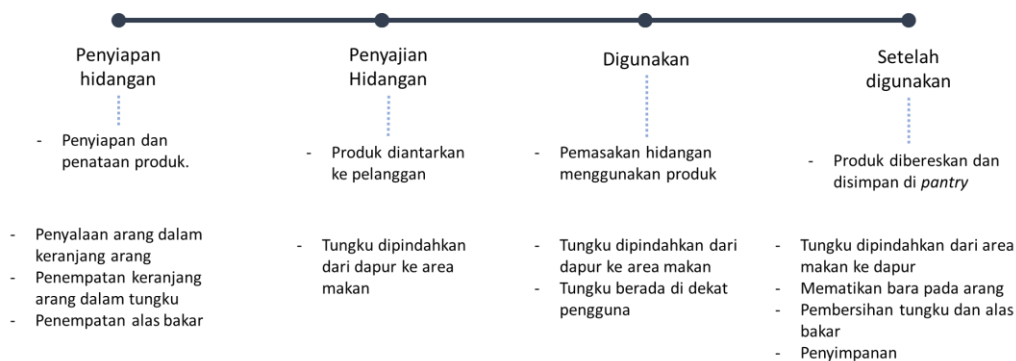 Penyiapan
hidangan
Penyajian
Hidangan
Digunakan
Setelah
digunakan
- Penyiapan dan
penataan produk.
- Produk diantarkan
ke pelanggan
- Pemasakan hidangan
menggunakan produk
- Produk dibereskan dan
disimpan di pantry
- Penyalaan arang dalam
keranjang arang
- Penempatan keranjang
arang dalam tungku
- Penempatan alas bakar
- Tungku dipindahkan
dari dapur ke area
makan
- Tungku dipindahkan dari
dapur ke area makan
- Tungku berada di dekat
pengguna
- Tungku dipindahkan dari area
makan ke dapur
- Mematikan bara pada arang
- Pembersihan tungku dan alas
bakar
- Penyimpanan